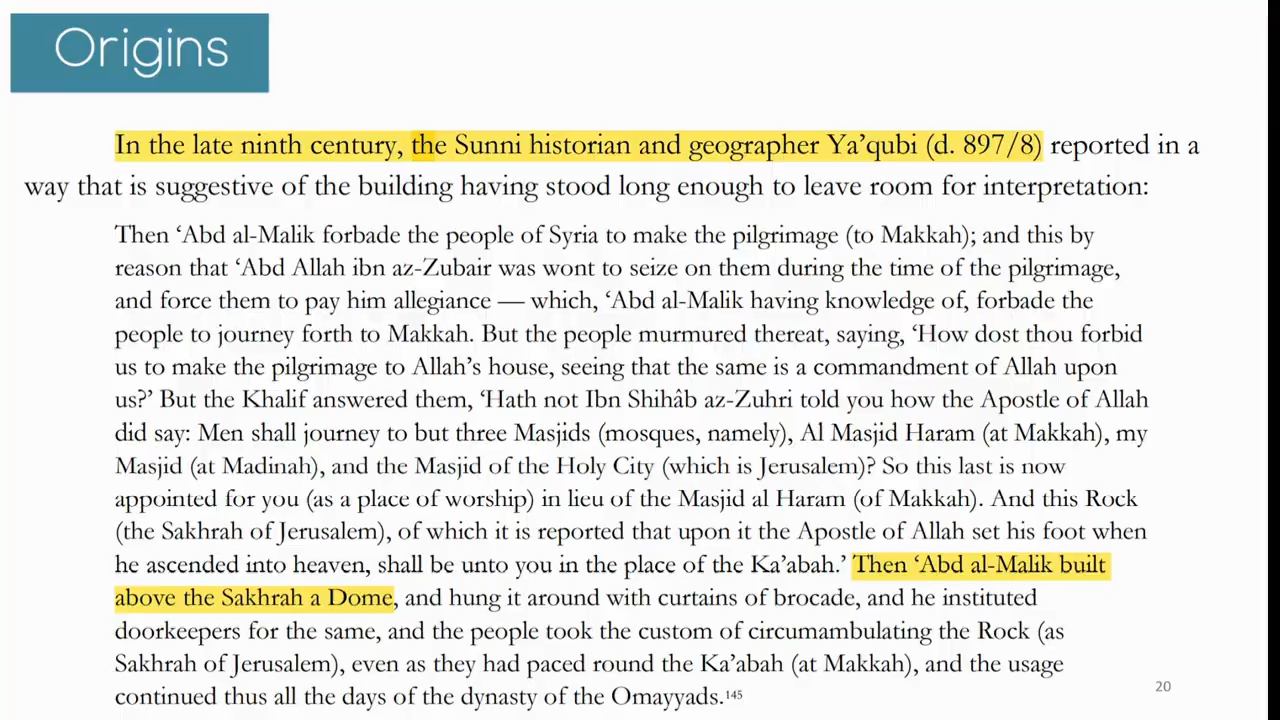 Origins
In the late ninth century, the Sunni historian and geographer Ya’qubi (d. 897/8) reported in a
way that is suggestive of the building having stood long enough to leave room for interpretation:
Then ‘Abd al-Malik forbade the people of Syria to make the pilgrimage (to Makkah); and this by
reason that ‘Abd Allah ibn az-Zubair was wont to seize on them during the time of the pilgrimage,
and force them to pay him allegiance — which, ‘Abd al-Malik having knowledge of, forbade the
people to journey forth to Makkah. But the people murmured thereat, saying, ‘How dost thou forbid
us to make the pilgrimage to Allah’s house, seeing that the same is a commandment of Allah upon
us?’ But the Khalif answered them, ‘Hath not Ibn Shihâb az-Zuhri told you how the Apostle of Allah
did say: Men shall journey to but three Masjids (mosques, namely), Al Masjid Haram (at Makkah), my
Masjid (at Madinah), and the Masjid of the Holy City (which is Jerusalem)? So this last is now
appointed for you (as a place of worship) in lieu of the Masjid al Haram (of Makkah). And this Rock
(the Sakhrah of Jerusalem), of which it is reported that upon it the Apostle of Allah set his foot when
he ascended into heaven, shall be unto you in the place of the Ka’abah.’ Then ‘Abd al-Malik built
above the Sakhrah a Dome, and hung it around with curtains of brocade, and he instituted
doorkeepers for the same, and the people took the custom of circumambulating the Rock (as
Sakhrah of Jerusalem), even as they had paced round the Ka’abah (at Makkah), and the usage
continued thus all the days of the dynasty of the Omayyads.145
20